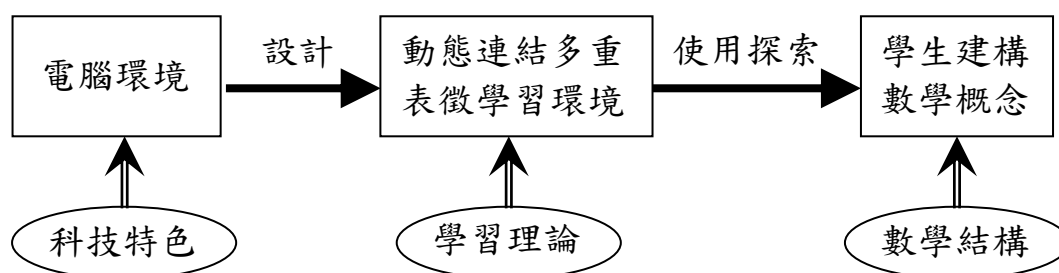 電腦環境
設計
動態連結多重
表徵學習環境
使用探索
學生建構
數學概念
科技特色
學習理論
數學結構